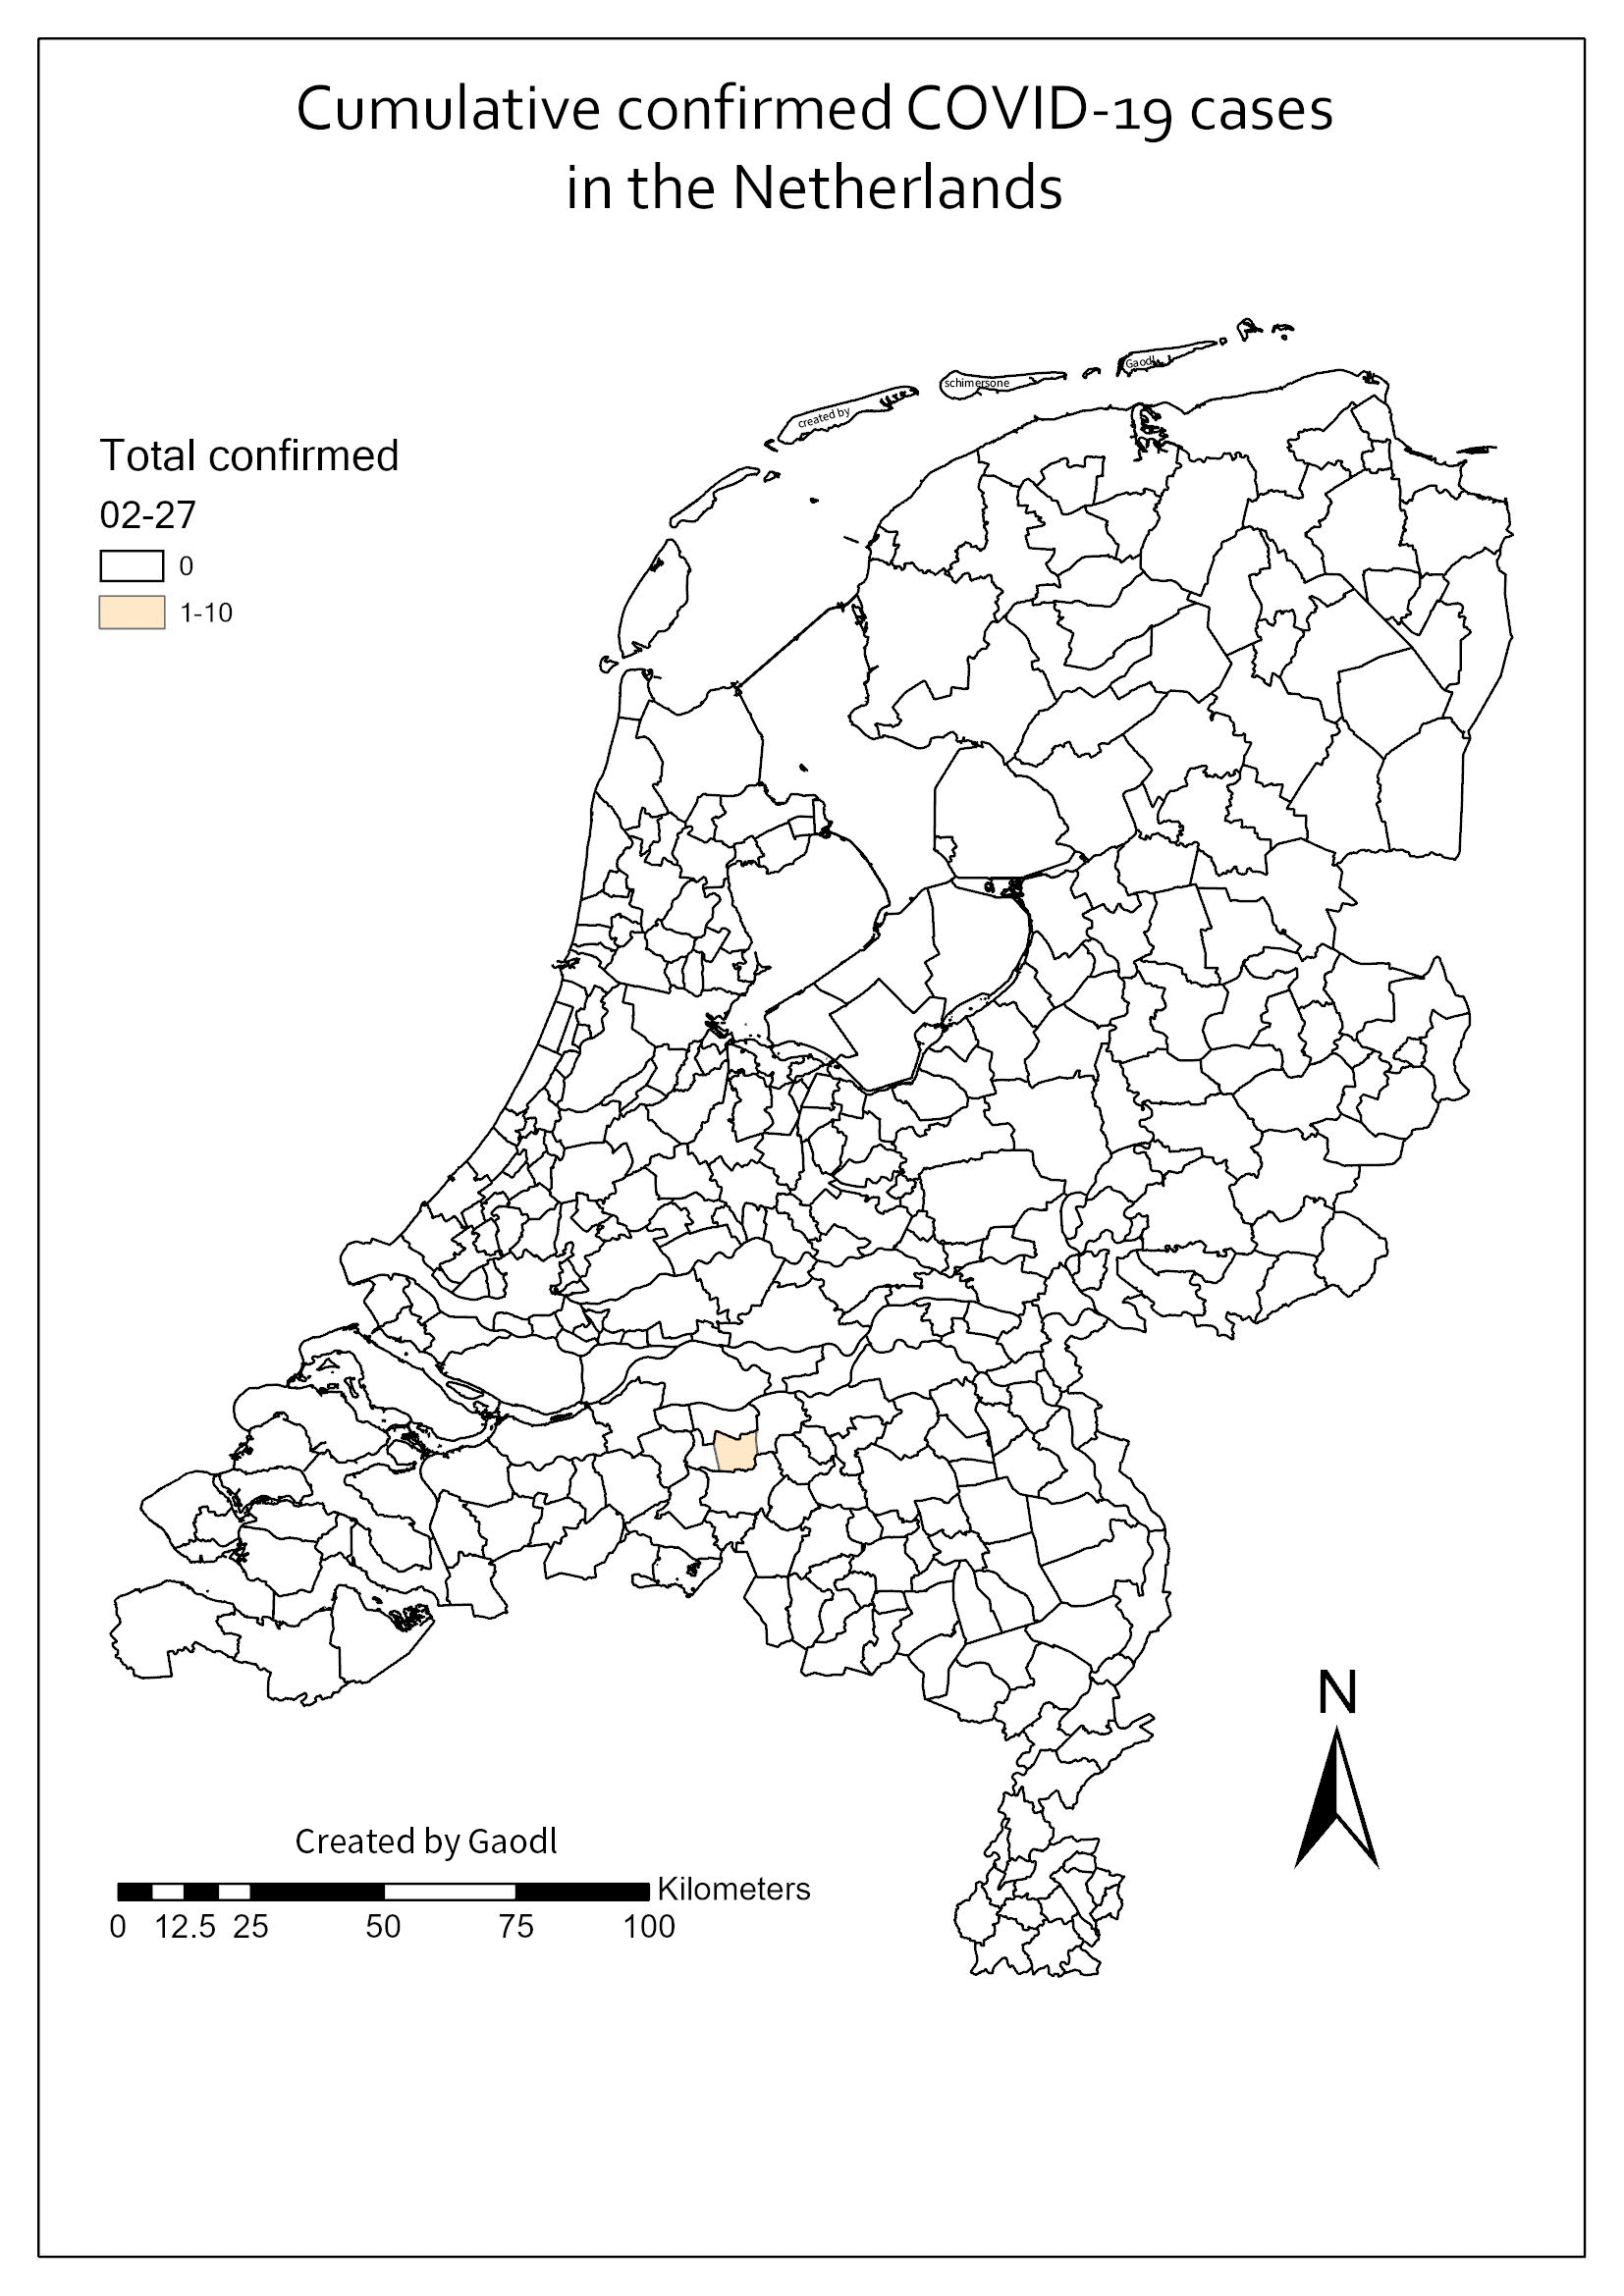 Cumulative confirmed COVID-19 cases
in the Netherlands
Gaodl
schimersone
created by
Total confirmed
02-27
0
1-10
N
Created by Gaodl
Kilometers
0 12.5 25 50 75 100